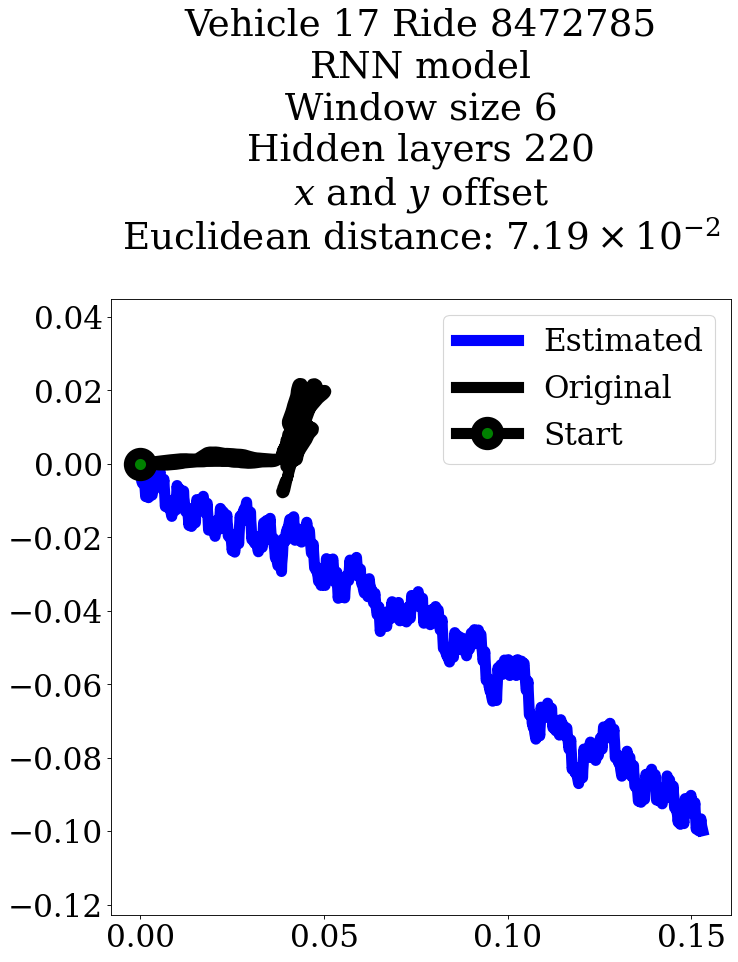 Vehicle 17 Ride 8472785
RNN model
Window size 6
Hidden layers 220
x and y offset
Euclidean distance: 7.19 × 10⁻²
Estimated
Original
Start
0.04
0.02
0.00
−0.02
−0.04
−0.06
−0.08
−0.10
−0.12
0.00 0.05 0.10 0.15